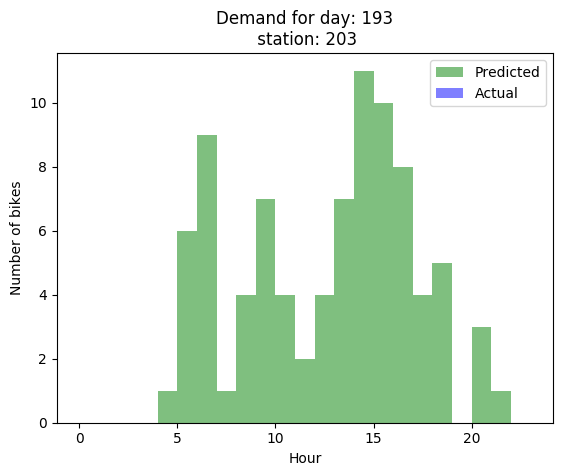 Demand for day: 193
station: 203
Predicted
Actual
10
8
6
4
2
0
Number of bikes
0 5 10 15 20
Hour